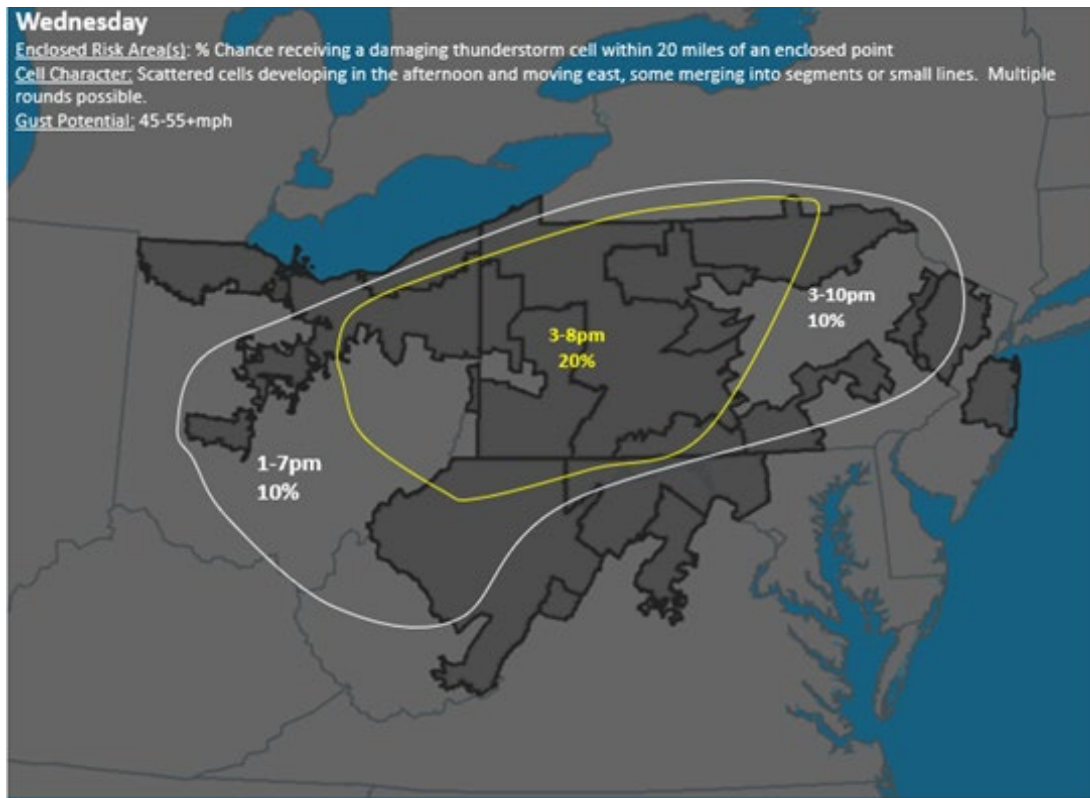 Wednesday
Enclosed Risk Area(s): % Chance receiving a damaging thunderstorm cell within 20 miles of an enclosed point
Cell Character: Scattered cells developing in the afternoon and moving east, some merging into segments or small lines.  Multiple
rounds possible.
Gust Potential: 45-55+mph
3-10pm
10%
3-8pm
20%
1-7pm
10%